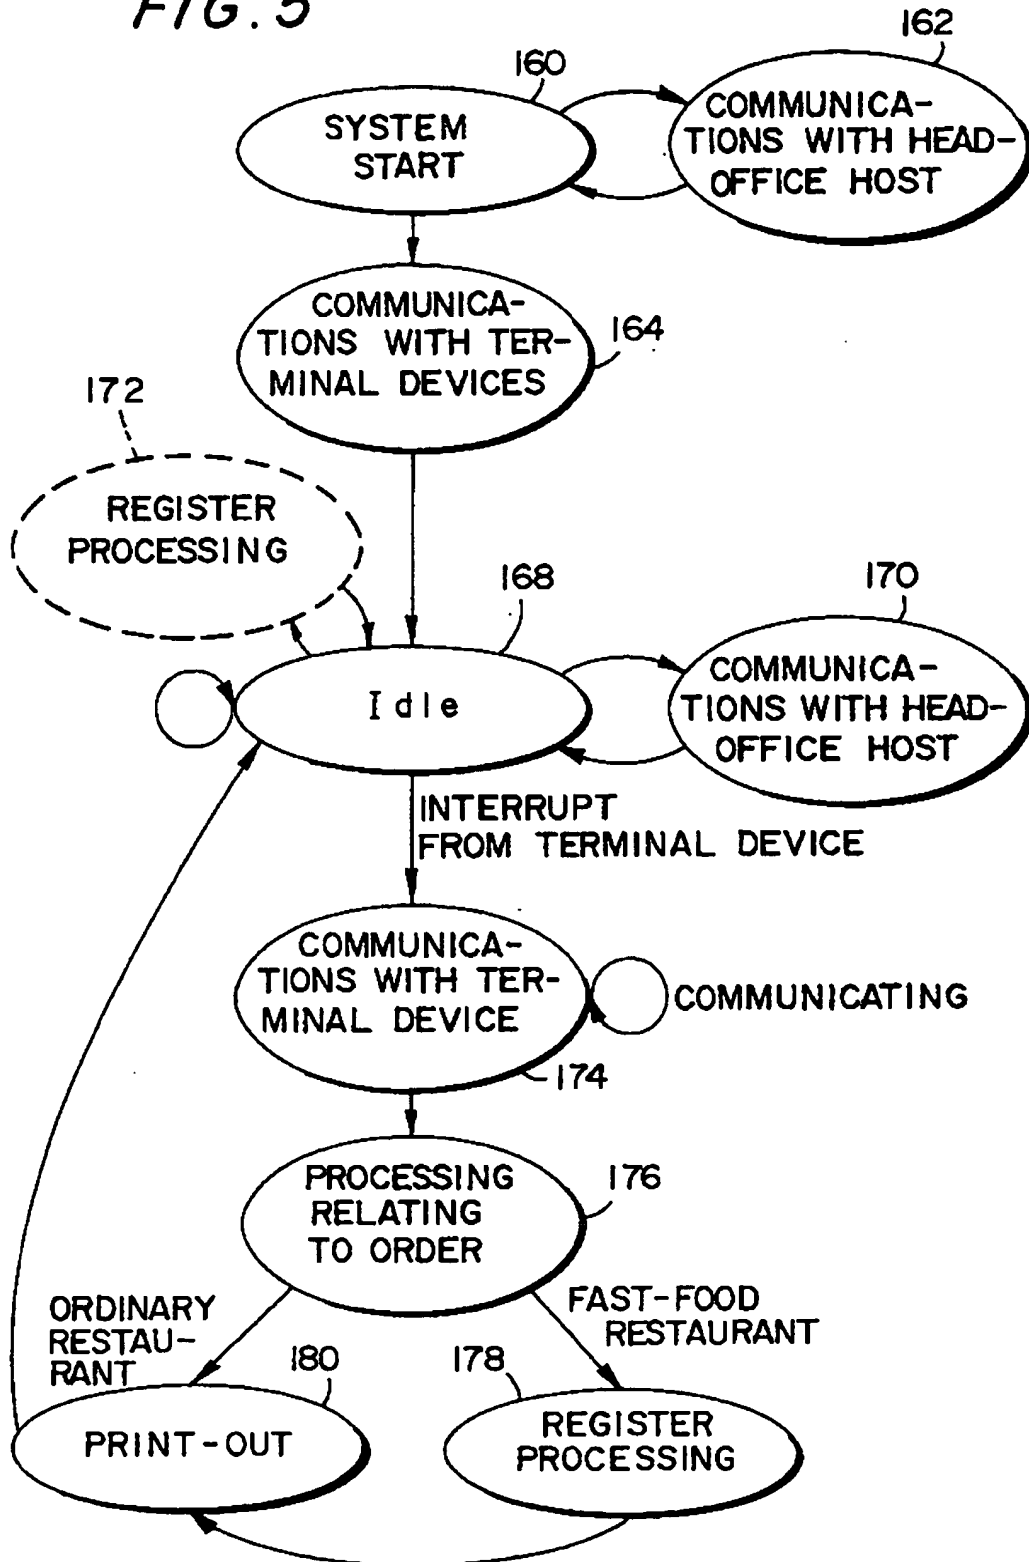 FIG. 5
162
160
COMMUNICA-
TIONS WITH HEAD-
OFFICE HOST
SYSTEM
START
COMMUNICA-
TIONS WITH TER-
MINAL DEVICES
164
172
REGISTER
PROCESSING
168
170
Idle
COMMUNICA-
TIONS WITH HEAD-
OFFICE HOST
INTERRUPT
FROM TERMINAL DEVICE
COMMUNICA-
TIONS WITH TER-
MINAL DEVICE
COMMUNICATING
174
PROCESSING
RELATING
TO ORDER
176
ORDINARY
RESTAU-
RANT
FAST-FOOD
RESTAURANT
180
178
PRINT-OUT
REGISTER
PROCESSING